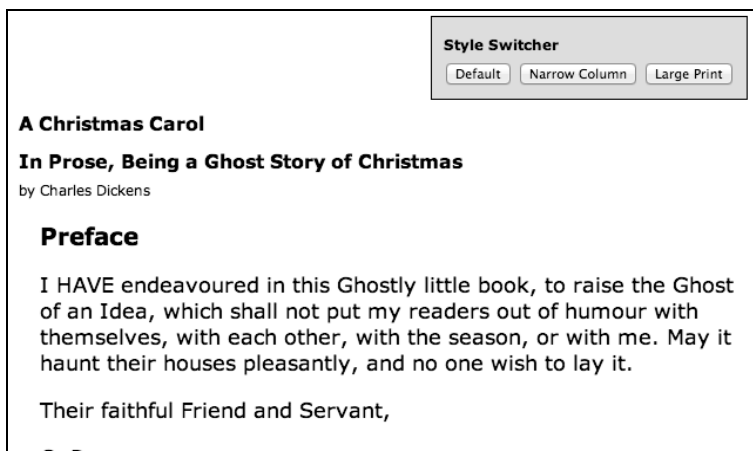 Style Switcher
Default Narrow Column Large Print
A Christmas Carol
In Prose, Being a Ghost Story of Christmas
by Charles Dickens
Preface
I HAVE endeavoured in this Ghostly little book, to raise the Ghost
of an Idea, which shall not put my readers out of humour with
themselves, with each other, with the season, or with me. May it
haunt their houses pleasantly, and no one wish to lay it.
Their faithful Friend and Servant,